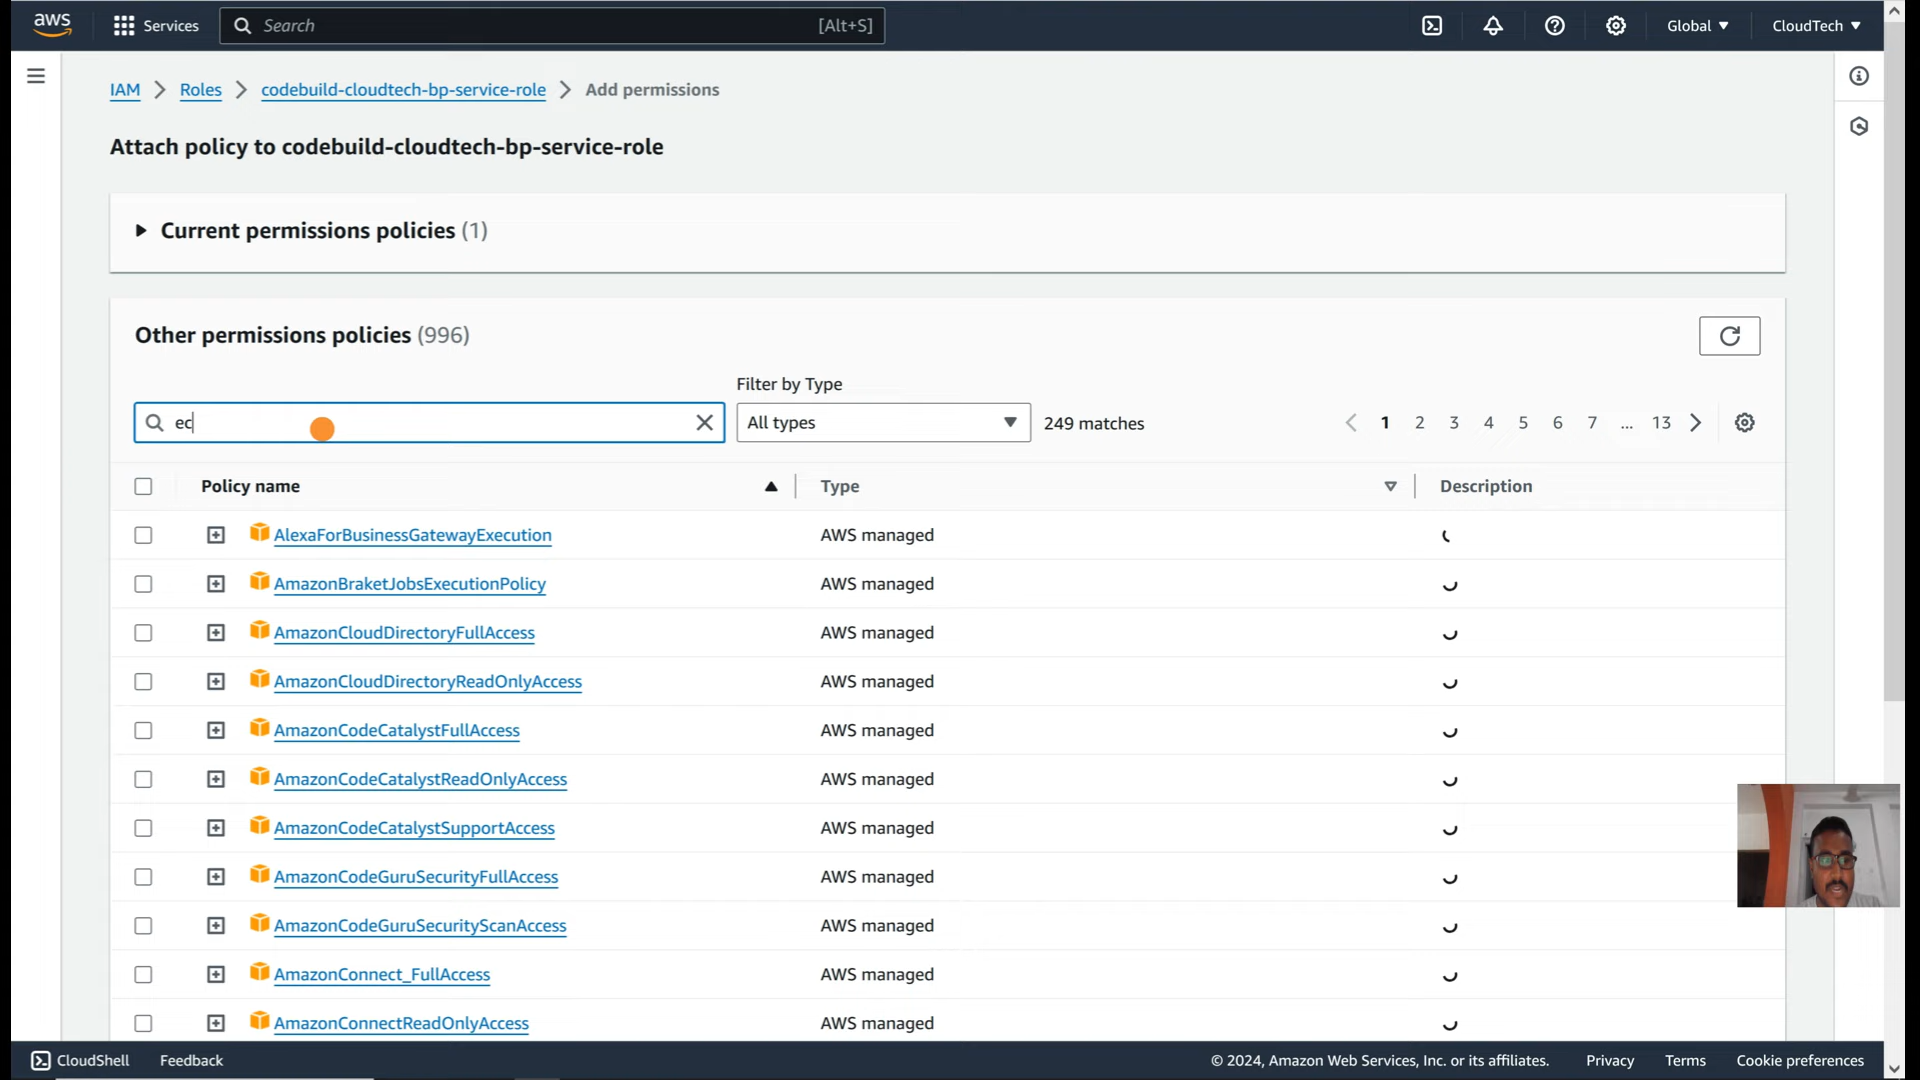 aws
Services
Search
[Alt+S]
Global
CloudTech
IAM
Roles
codebuild-cloudtech-bp-service-role
Add permissions
Attach policy to codebuild-cloudtech-bp-service-role
Current permissions policies (1)
Other permissions policies (996)
Filter by Type
ec
All types
249 matches
1 2 3 4 5 6 7 ... 13
Policy name Type Description
AlexaForBusinessGatewayExecution AWS managed
AmazonBraketJobsExecutionPolicy AWS managed
AmazonCloudDirectoryFullAccess AWS managed
AmazonCloudDirectoryReadOnlyAccess AWS managed
AmazonCodeCatalystFullAccess AWS managed
AmazonCodeCatalystReadOnlyAccess AWS managed
AmazonCodeCatalystSupportAccess AWS managed
AmazonCodeGuruSecurityFullAccess AWS managed
AmazonCodeGuruSecurityScanAccess AWS managed
AmazonConnect_FullAccess AWS managed
AmazonConnectReadOnlyAccess AWS managed
CloudShell Feedback © 2024, Amazon Web Services, Inc. or its affiliates. Privacy Terms Cookie preferences